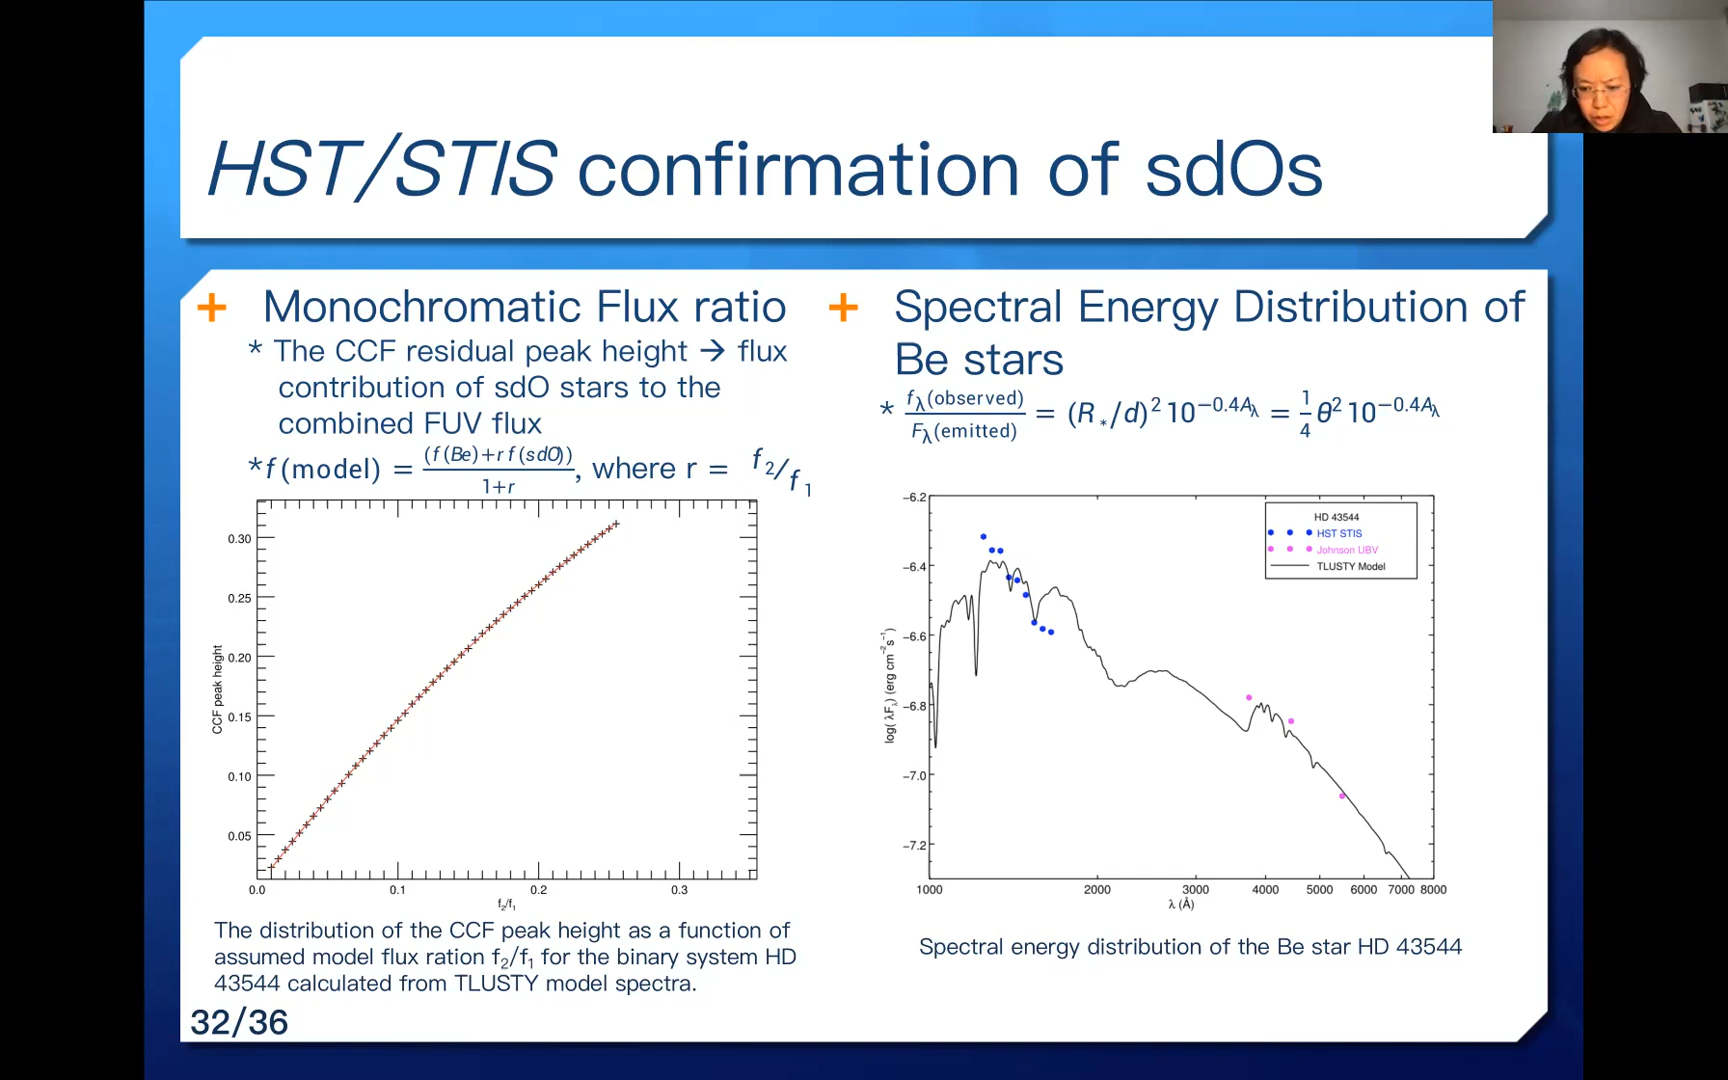 HST/STIS confirmation of sdOs
+ Monochromatic Flux ratio
* The CCF residual peak height → flux
contribution of sdO stars to the
combined FUV flux
*f(model) = (f(Be)+r f(sdO))/(1+r), where r = f₂/f₁
0.30
0.25
0.20
0.15
0.10
0.05
CCF peak height
0.0 0.1 0.2 0.3
f₂/f₁
The distribution of the CCF peak height as a function of
assumed model flux ration f₂/f₁ for the binary system HD
43544 calculated from TLUSTY model spectra.
32/36
+ Spectral Energy Distribution of
Be stars
* fλ(observed)/Fλ(emitted) = (R*/d)² 10^−0.4Aλ = 1/4 θ² 10^−0.4Aλ
−6.2
−6.4
−6.6
−6.8
−7.0
−7.2
log( λFλ) (erg cm⁻²s⁻¹)
HD 43544
HST STIS
Johnson UBV
TLUSTY Model
1000 2000 3000 4000 5000 6000 7000 8000
λ (Å)
Spectral energy distribution of the Be star HD 43544